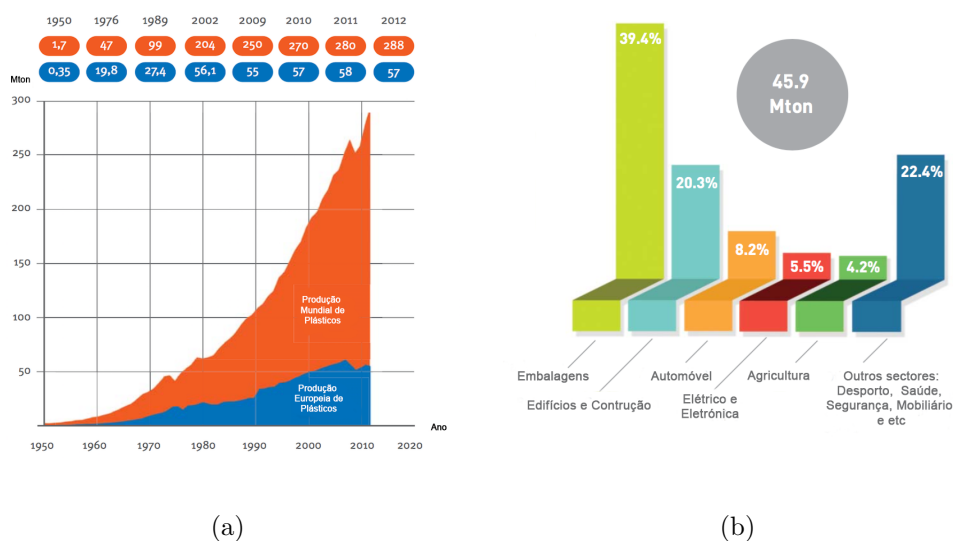 1950 1976 1989 2002 2009 2010 2011 2012
1,7 47 99 204 250 270 280 288
0,35 19,8 27,4 56,1 55 57 58 57
Mton
300
250
200
150
100
50
Produção
Mundial de
Plásticos
Produção
Europeia de
Plásticos
Ano
1950 1960 1970 1980 1990 2000 2010 2020
(a)
39.4%
45.9
Mton
20.3%
8.2%
5.5%
4.2%
22.4%
Embalagens
Edifícios e Contrução
Automóvel
Elétrico e
Eletrónica
Agricultura
Outros sectores:
Desporto, Saúde,
Segurança, Mobiliário
e etc
(b)